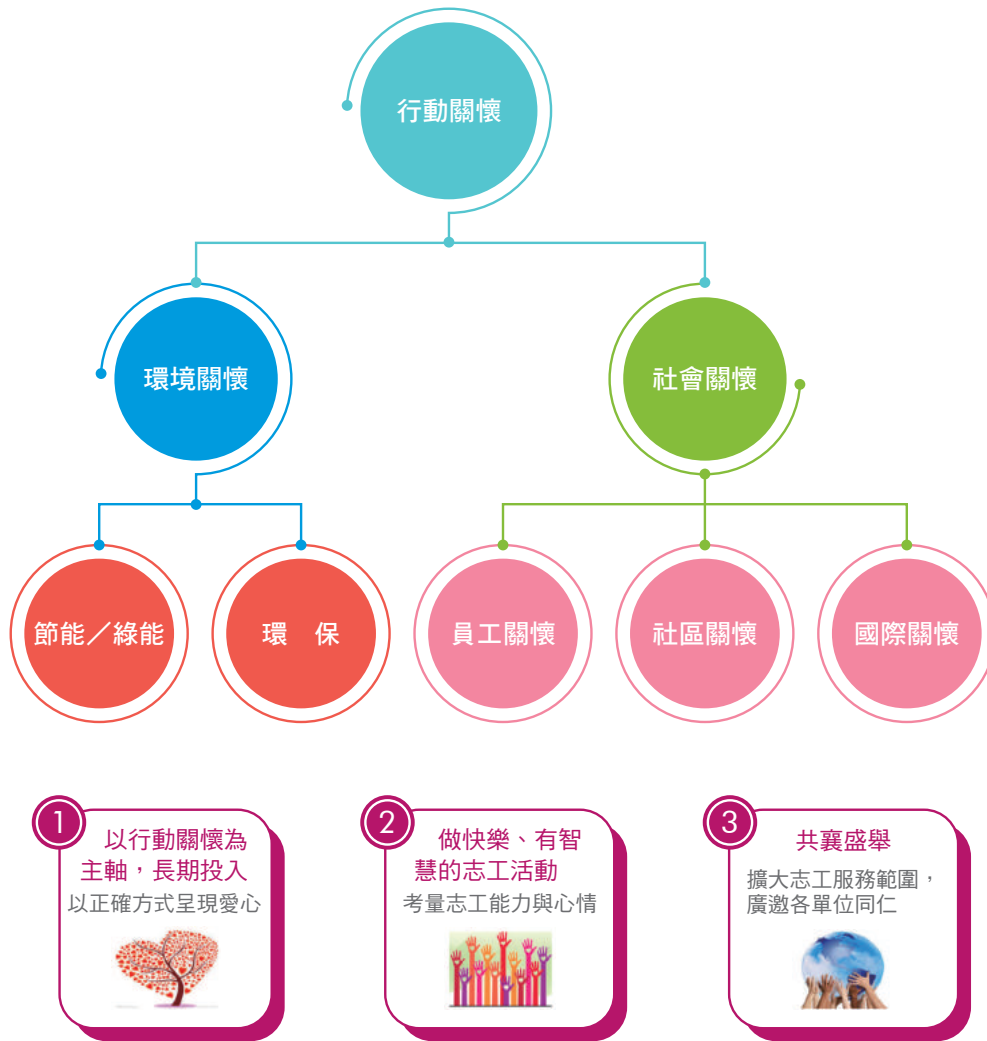 行動關懷
環境關懷
社會關懷
節能／綠能
環 保
員工關懷
社區關懷
國際關懷
1
以行動關懷為
主軸，長期投入
以正確方式呈現愛心
2
做快樂、有智
慧的志工活動
考量志工能力與心情
3
共襄盛舉
擴大志工服務範圍，
廣邀各單位同仁